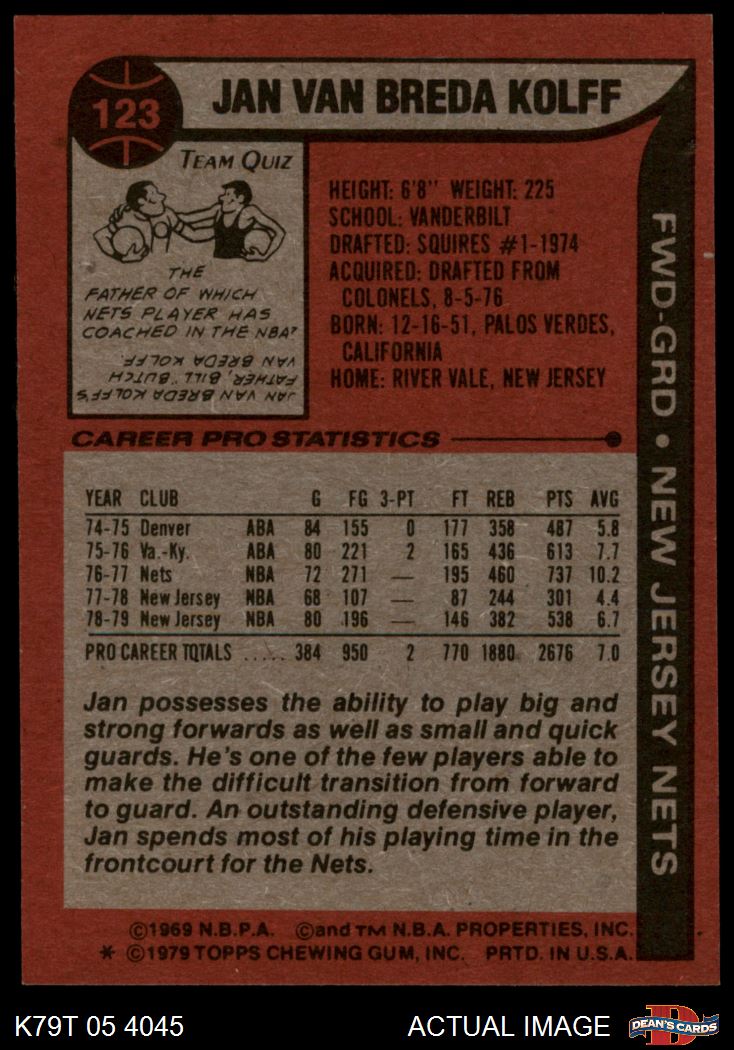 123
JAN VAN BREDA KOLFF
TEAM QUIZ
THE
FATHER OF WHICH
NETS PLAYER HAS
COACHED IN THE NBA?
JAN VAN BREDA KOLFF'S
FATHER, BILL "BUTCH"
VAN BREDA KOLFF.
HEIGHT: 6'8" WEIGHT: 225
SCHOOL: VANDERBILT
DRAFTED: SQUIRES #1-1974
ACQUIRED: DRAFTED FROM
COLONELS, 8-5-76
BORN: 12-16-51, PALOS VERDES,
CALIFORNIA
HOME: RIVER VALE, NEW JERSEY
FWD-GRD • NEW JERSEY NETS
CAREER PRO STATISTICS
YEAR CLUB G FG 3-PT FT REB PTS AVG
74-75 Denver ABA 84 155 0 177 358 487 5.8
75-76 Va.-Ky. ABA 80 221 2 165 436 613 7.7
76-77 Nets NBA 72 271 — 195 460 737 10.2
77-78 New Jersey NBA 68 107 — 87 244 301 4.4
78-79 New Jersey NBA 80 196 — 146 382 538 6.7
PRO CAREER TOTALS ..... 384 950 2 770 1880 2676 7.0
Jan possesses the ability to play big and
strong forwards as well as small and quick
guards. He's one of the few players able to
make the difficult transition from forward
to guard. An outstanding defensive player,
Jan spends most of his playing time in the
frontcourt for the Nets.
©1969 N.B.P.A. ©and TM N.B.A. PROPERTIES, INC.
* ©1979 TOPPS CHEWING GUM, INC. PRTD. IN U.S.A.
K79T 05 4045 ACTUAL IMAGE
DEAN'S CARDS